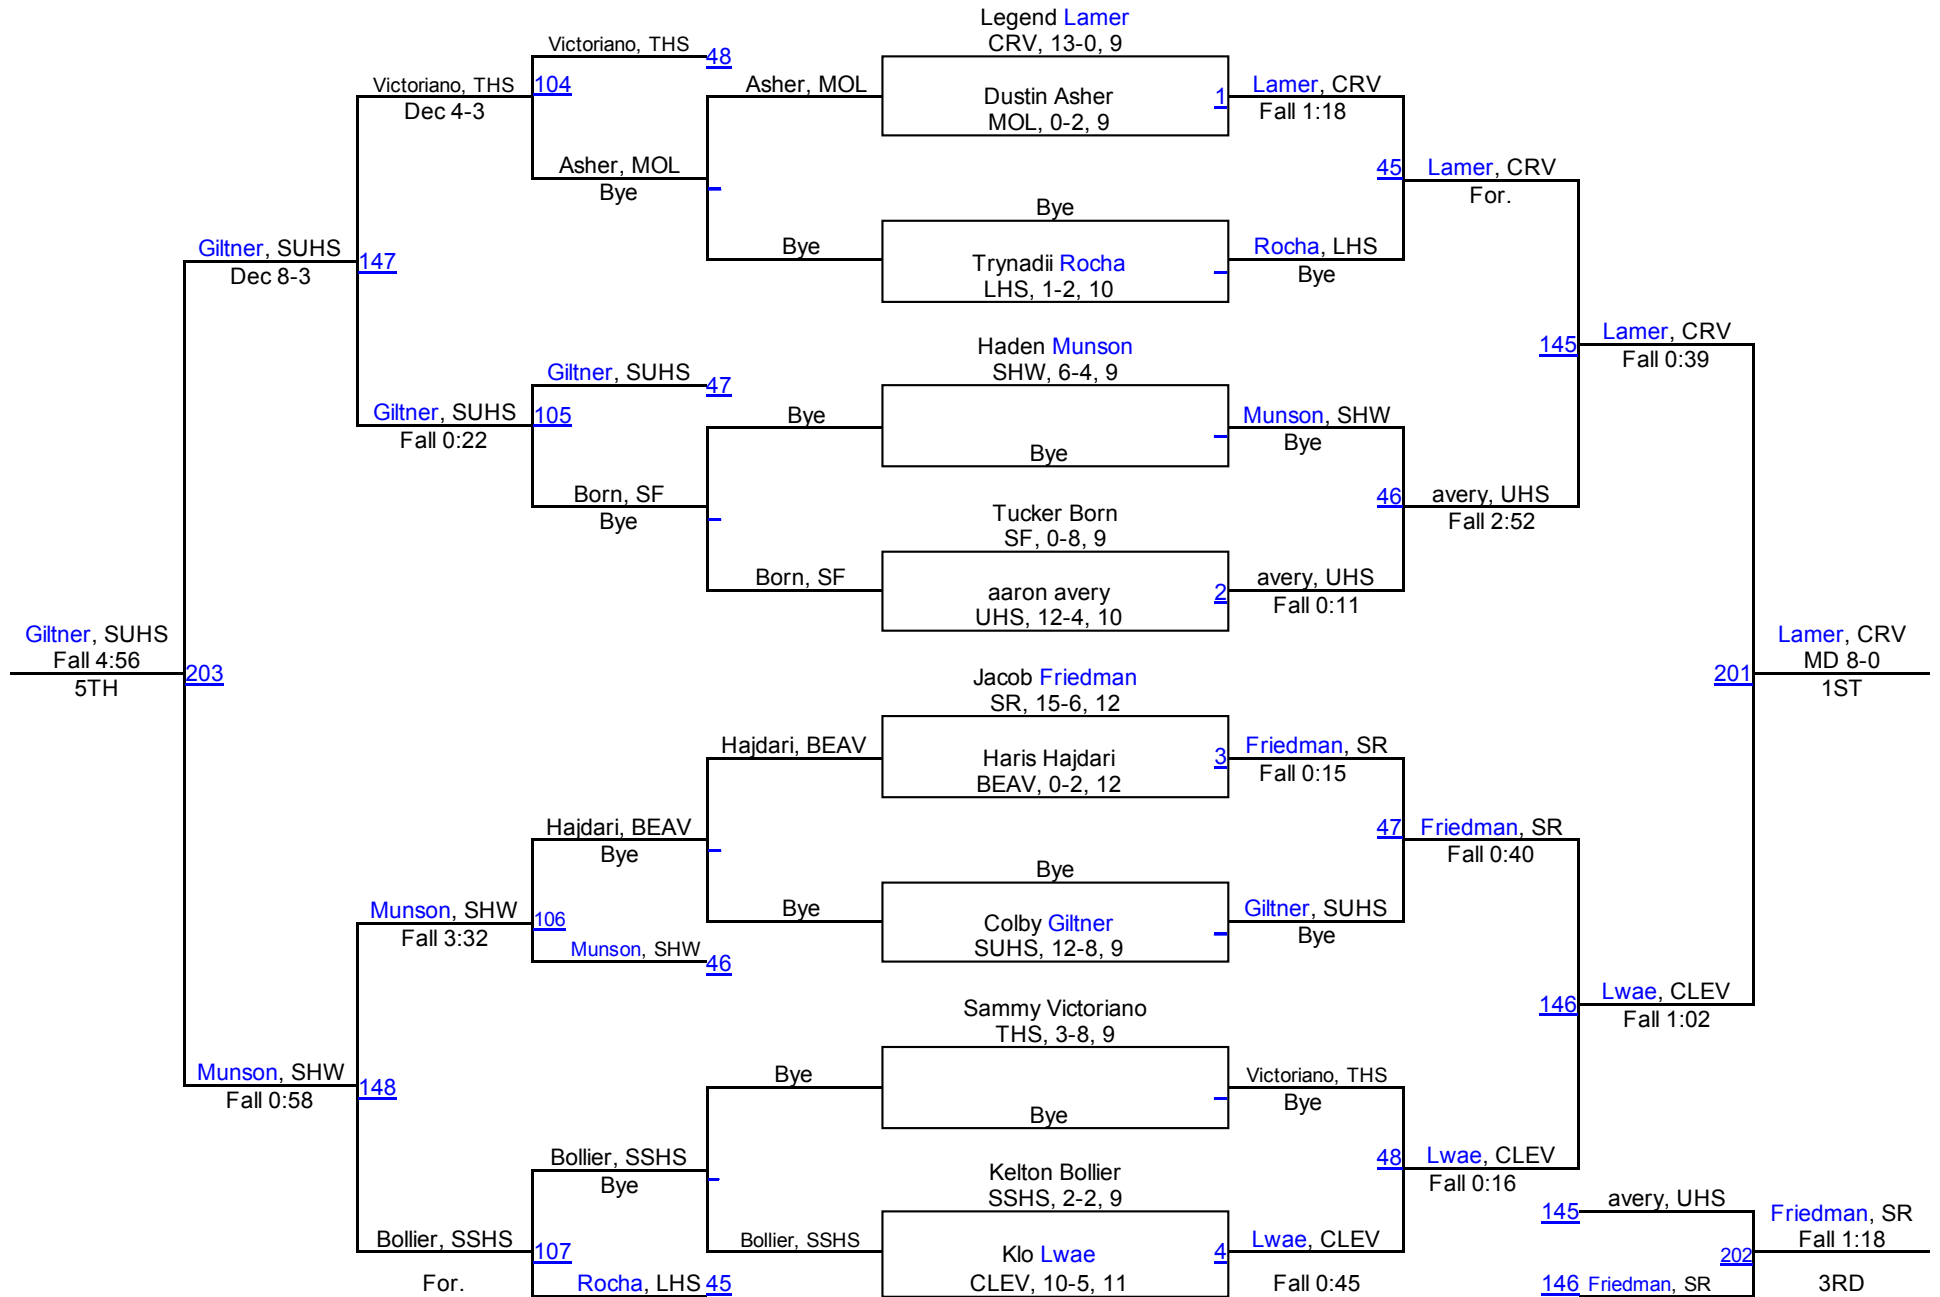 Legend Lamer
CRV, 13-0, 9
Victoriano, THS
48
Victoriano, THS
104
Asher, MOL
Dustin Asher
1
Lamer, CRV
Dec 4-3
MOL, 0-2, 9
Fall 1:18
Asher, MOL
45
Lamer, CRV
Bye
For.
Bye
Giltner, SUHS
147
Bye
Trynadii Rocha
Rocha, LHS
Dec 8-3
LHS, 1-2, 10
Bye
Haden Munson
145
Lamer, CRV
Giltner, SUHS
47
SHW, 6-4, 9
Fall 0:39
Giltner, SUHS
105
Bye
Munson, SHW
Fall 0:22
Bye
Bye
Born, SF
46
avery, UHS
Bye
Tucker Born
Fall 2:52
SF, 0-8, 9
Born, SF
aaron avery
2
avery, UHS
UHS, 12-4, 10
Fall 0:11
Giltner, SUHS
Fall 4:56
203
5TH
Lamer, CRV
MD 8-0
201
1ST
Jacob Friedman
SR, 15-6, 12
Hajdari, BEAV
Haris Hajdari
3
Friedman, SR
BEAV, 0-2, 12
Fall 0:15
Hajdari, BEAV
47
Friedman, SR
Bye
Fall 0:40
Bye
Munson, SHW
106
Bye
Colby Giltner
Giltner, SUHS
Fall 3:32
SUHS, 12-8, 9
Bye
Munson, SHW
46
Sammy Victoriano
146
Lwae, CLEV
THS, 3-8, 9
Fall 1:02
Munson, SHW
148
Bye
Victoriano, THS
Fall 0:58
Bye
Bye
Bollier, SSHS
48
Lwae, CLEV
Bye
Kelton Bollier
Fall 0:16
SSHS, 2-2, 9
145
avery, UHS
Bollier, SSHS
107
Bollier, SSHS
Klo Lwae
4
Lwae, CLEV
Friedman, SR
Fall 1:18
202
For.
Rocha, LHS
45
CLEV, 10-5, 11
Fall 0:45
146
Friedman, SR
3RD